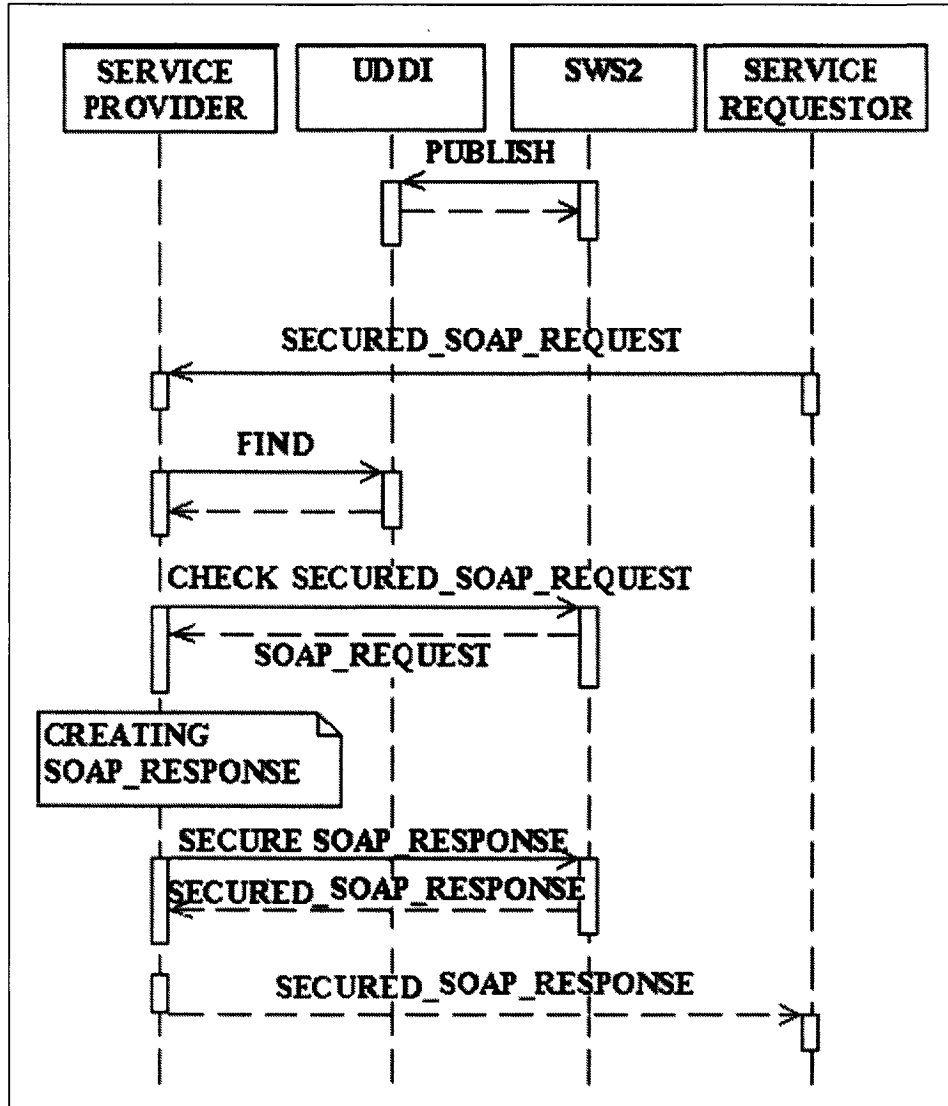 SERVICE
PROVIDER
UDDI
SWS2
SERVICE
REQUESTOR
PUBLISH
SECURED_SOAP_REQUEST
FIND
CHECK SECURED_SOAP_REQUEST
SOAP_REQUEST
CREATING
SOAP_RESPONSE
SECURE SOAP_RESPONSE
SECURED_SOAP_RESPONSE
SECURED_SOAP_RESPONSE